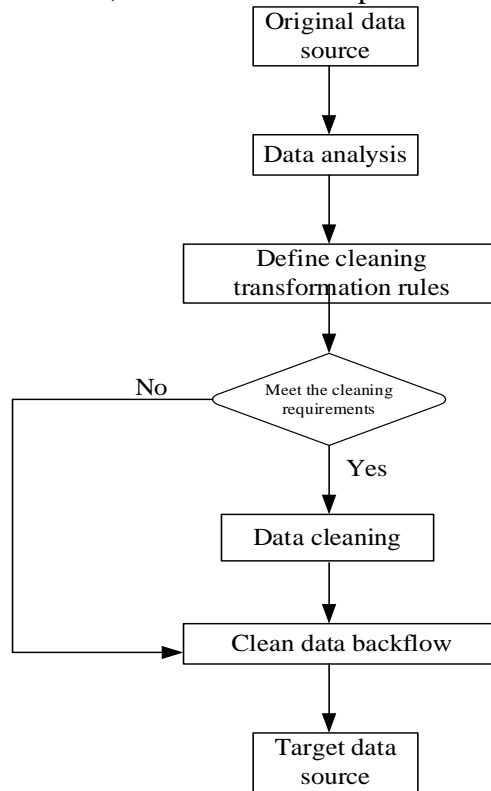 Original data
source
Data analysis
Define cleaning
transformation rules
Meet the cleaning
requirements
No
Yes
Data cleaning
Clean data backflow
Target data
source